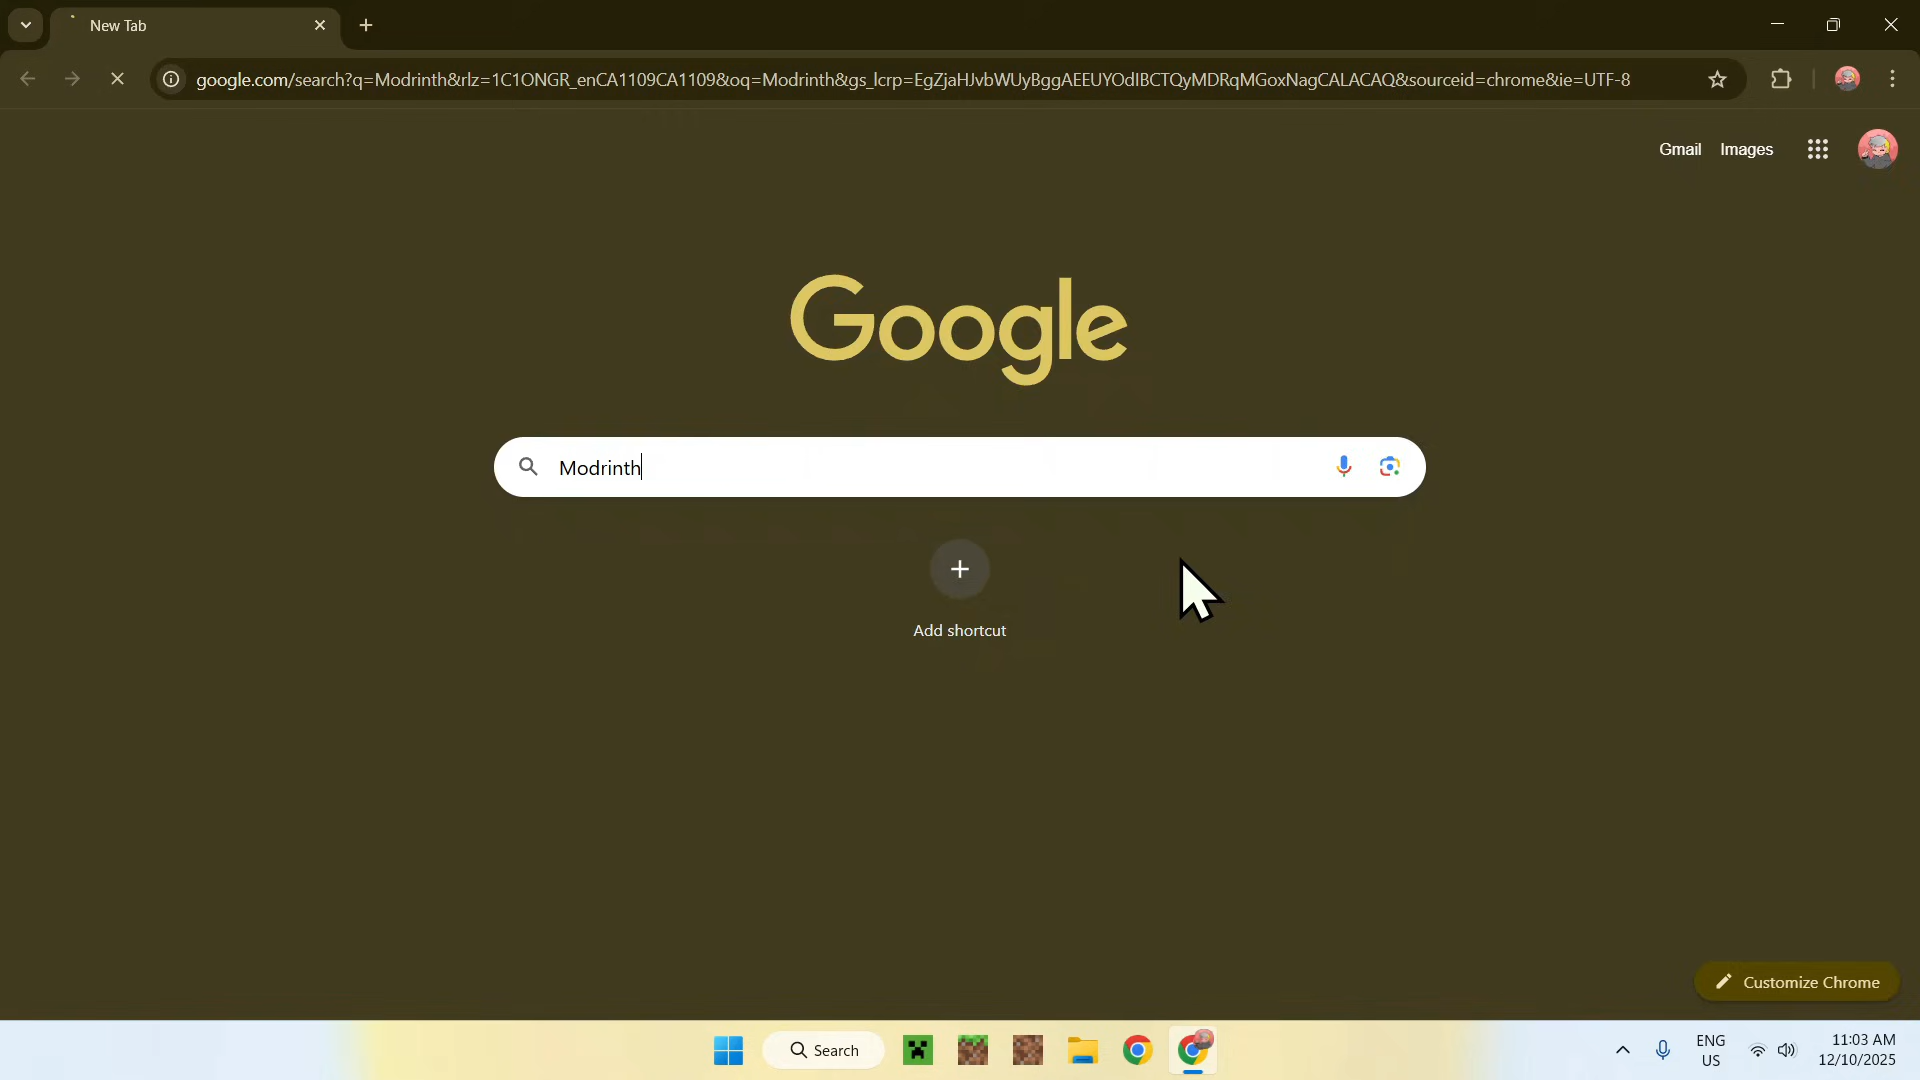 New Tab
google.com/search?q=Modrinth&rlz=1C1ONGR_enCA1109CA1109&oq=Modrinth&gs_lcrp=EgZjaHJvbWUyBggAEEUYOdIBCTQyMDRqMGoxNagCALACAQ&sourceid=chrome&ie=UTF-8
Gmail Images
Google
Modrinth
Add shortcut
Customize Chrome
Search
ENG
US
11:03 AM
12/10/2025